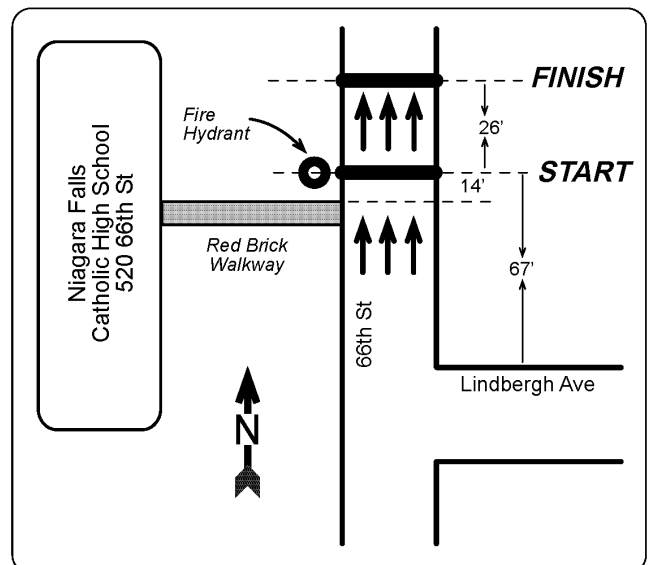 Niagara Falls
Catholic High School
520 66th St
Fire
Hydrant
FINISH
26'
START
14'
Red Brick
Walkway
67'
66th St
Lindbergh Ave
N